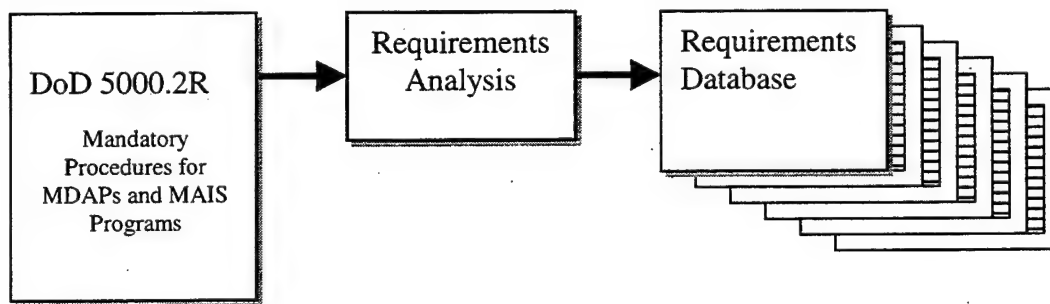 DoD 5000.2R
Mandatory
Procedures for
MDAPs and MAIS
Programs
Requirements
Analysis
Requirements
Database